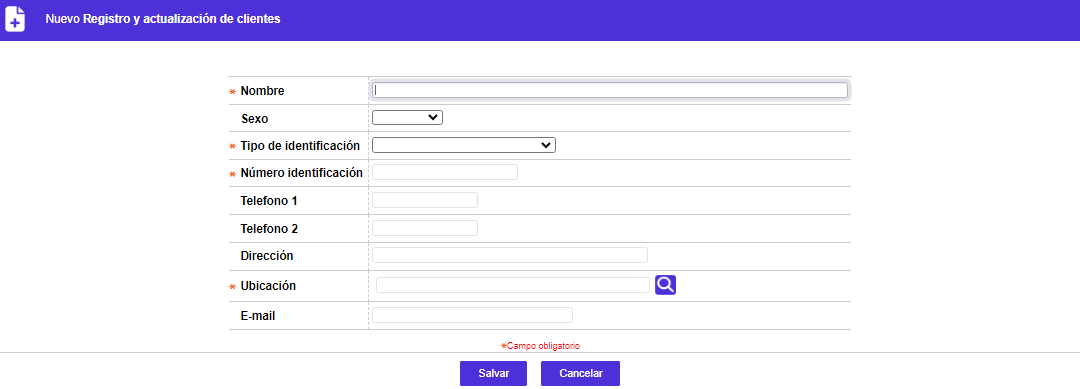 Nuevo Registro y actualización de clientes
* Nombre
Sexo
* Tipo de identificación
* Número identificación
Telefono 1
Telefono 2
Dirección
* Ubicación
E-mail
*Campo obligatorio
Salvar Cancelar